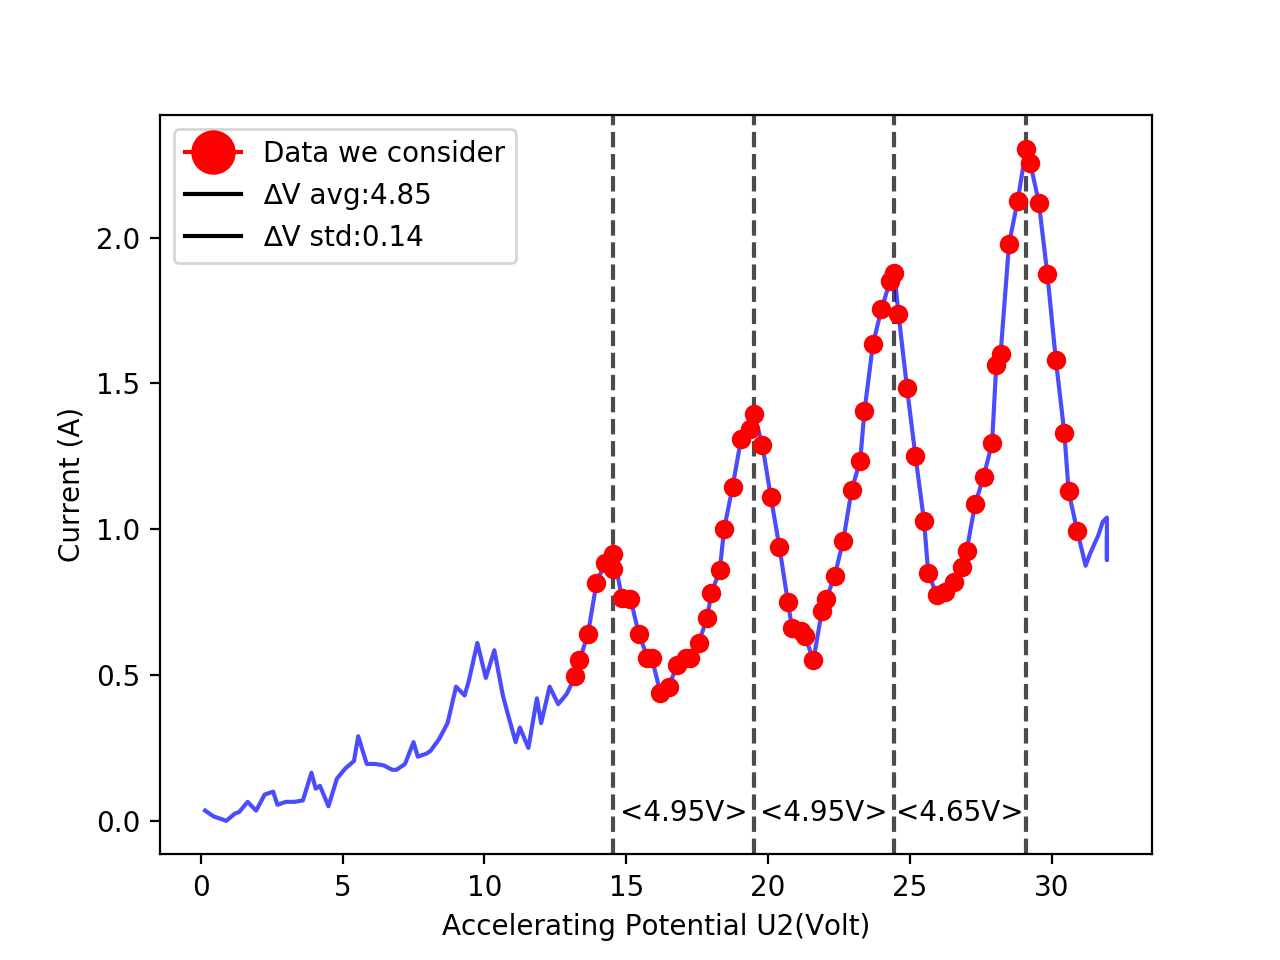 Data we consider
ΔV avg:4.85
ΔV std:0.14
2.0
1.5
1.0
0.5
0.0
Current (A)
<4.95V> <4.95V> <4.65V>
0 5 10 15 20 25 30
Accelerating Potential U2(Volt)